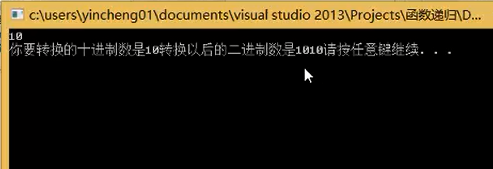 c:\users\yincheng01\documents\visual studio 2013\Projects\函数递归\D...
10
你要转换的十进制数是10转换以后的二进制数是1010请按任意键继续. . .